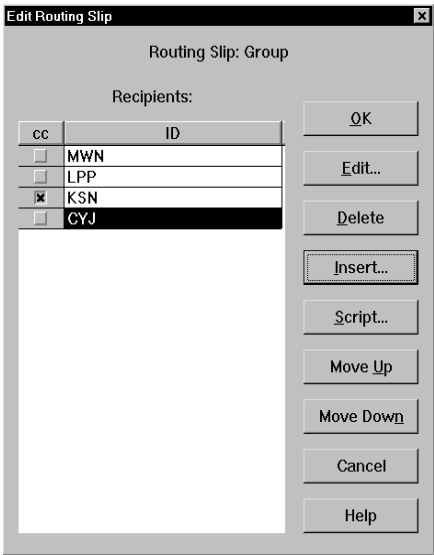 Edit Routing Slip
Routing Slip: Group
Recipients:
cc ID
MWN
LPP
KSN
CYJ
OK
Edit...
Delete
Insert...
Script...
Move Up
Move Down
Cancel
Help